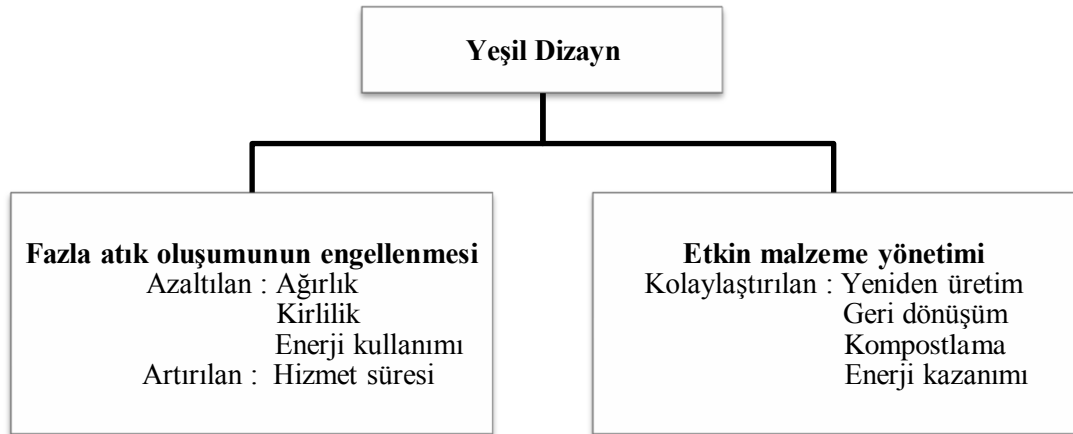 Yeşil Dizayn
Fazla atık oluşumunun engellenmesi
Azaltılan : Ağırlık
Kirlilik
Enerji kullanımı
Artırılan : Hizmet süresi
Etkin malzeme yönetimi
Kolaylaştırılan : Yeniden üretim
Geri dönüşüm
Kompostlama
Enerji kazanımı